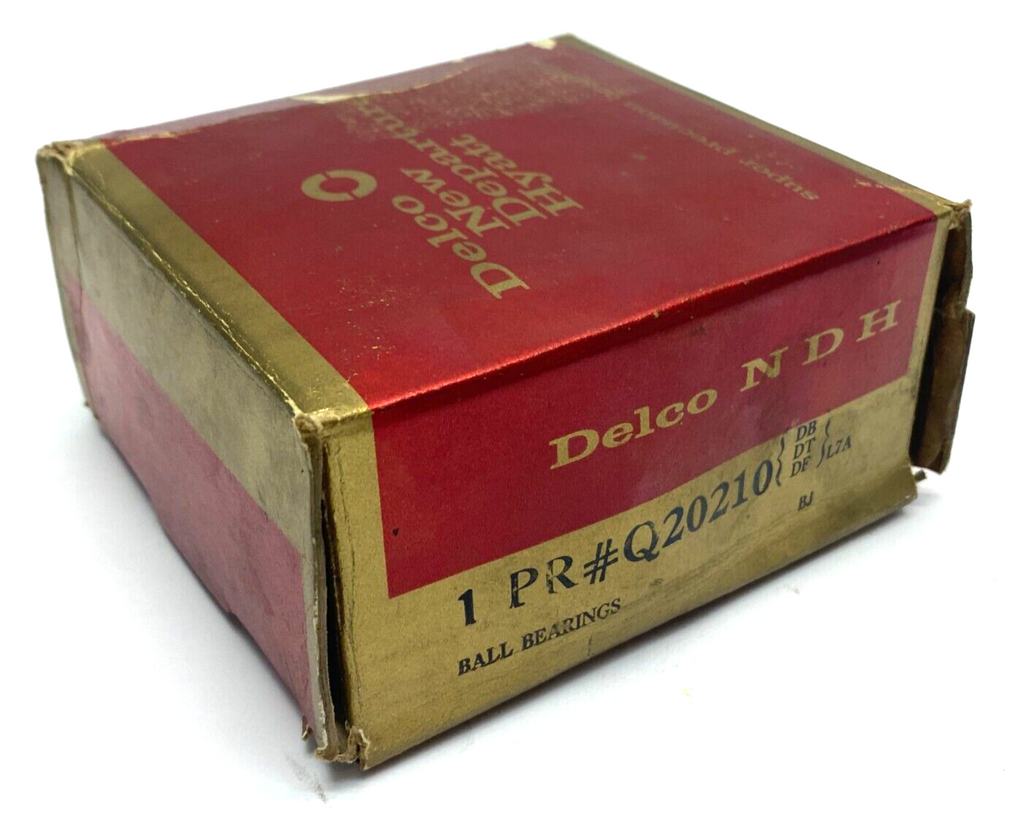 Delco
New
Departure
Hyatt
super precision
Delco N D H
1 PR#Q20210{DB DT DF}L7A
BJ
BALL BEARINGS